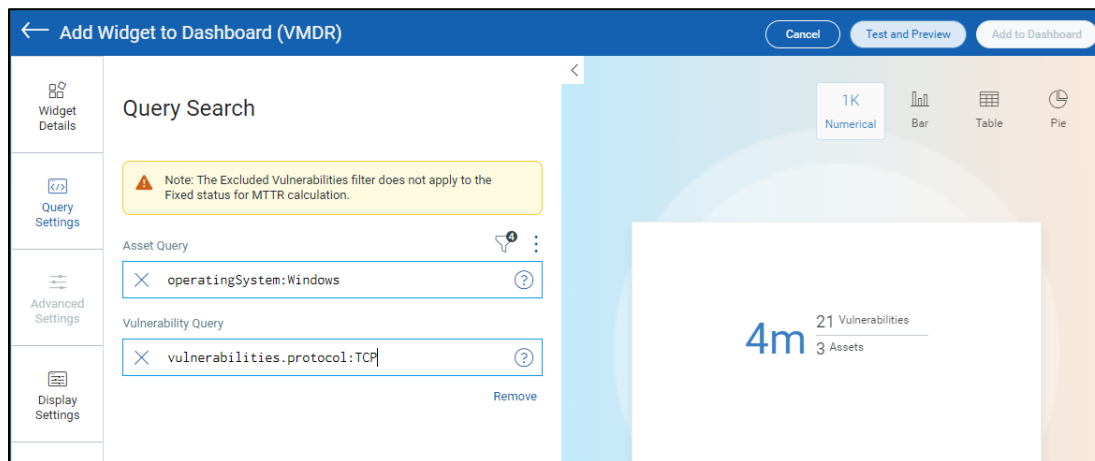 Add Widget to Dashboard (VMDR)
Cancel
Test and Preview
Add to Dashboard
Widget
Details
Query
Settings
Advanced
Settings
Display
Settings
Query Search
Note: The Excluded Vulnerabilities filter does not apply to the
Fixed status for MTTR calculation.
Asset Query
4
operatingSystem:Windows
Vulnerability Query
vulnerabilities.protocol:TCP
Remove
1K
Numerical
Bar
Table
Pie
4m
21 Vulnerabilities
3 Assets